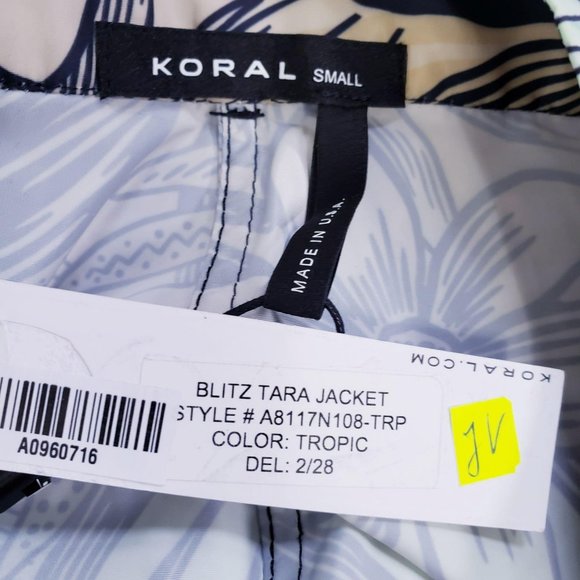 KORAL SMALL
MADE IN U.S.A.
KORAL.COM
BLITZ TARA JACKET
STYLE # A8117N108-TRP
COLOR: TROPIC
DEL: 2/28
A0960716
JV